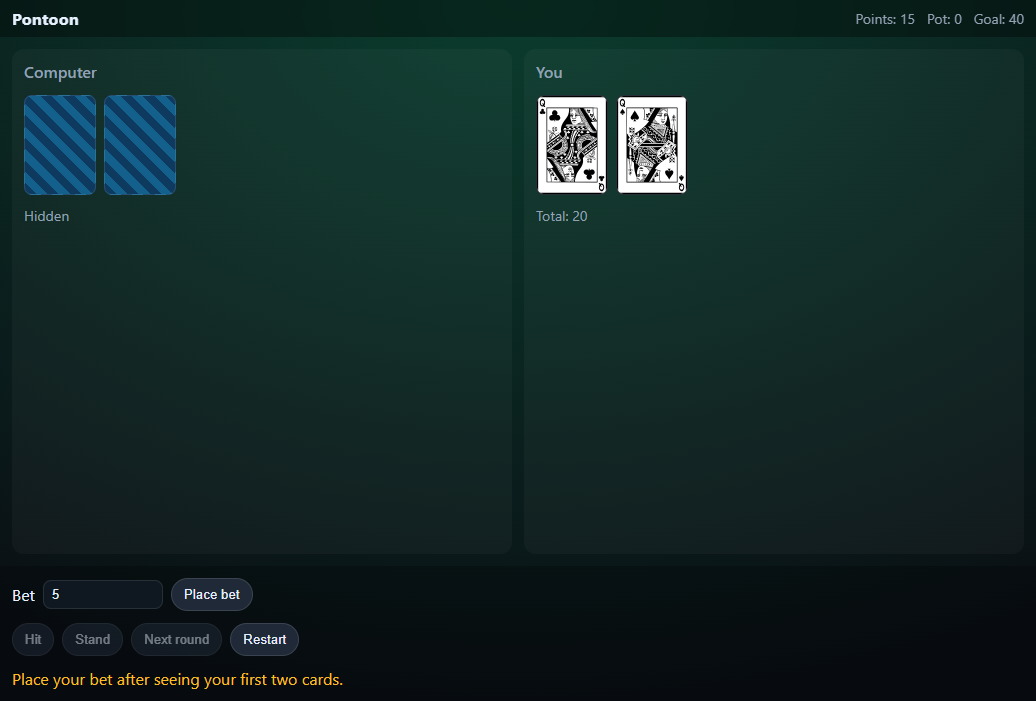 Pontoon
Points: 15 Pot: 0 Goal: 40
Computer
Hidden
You
Q Q
Q Q
Total: 20
Bet 5 Place bet
Hit Stand Next round Restart
Place your bet after seeing your first two cards.